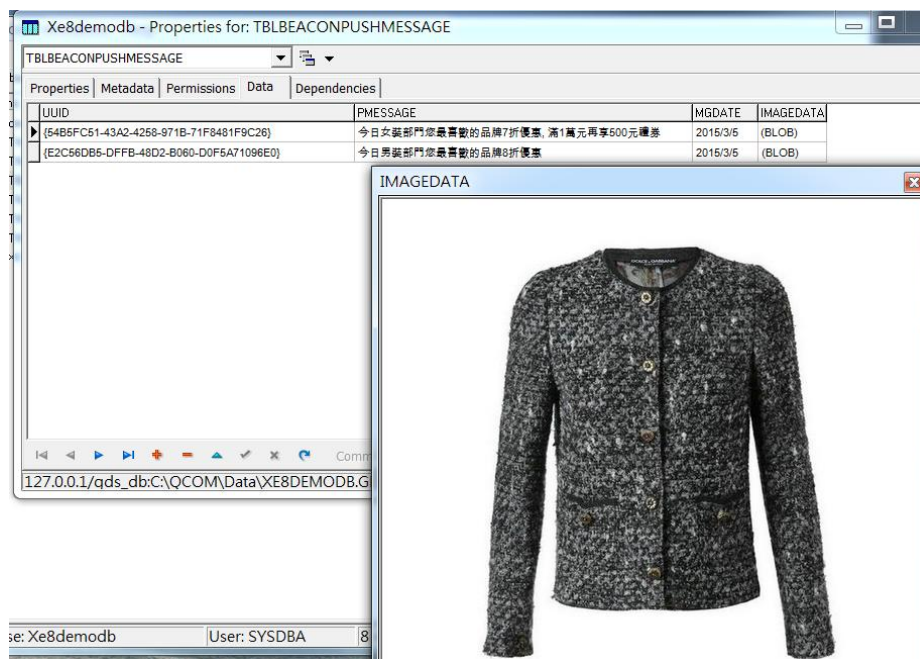 Xe8demodb - Properties for: TBLBEACONPUSHMESSAGE
TBLBEACONPUSHMESSAGE
Properties Metadata Permissions Data Dependencies
UUID PMESSAGE MGDATE IMAGEDATA
{54B5FC51-43A2-4258-971B-71F8481F9C26} 今日女裝部門您最喜歡的品牌7折優惠, 滿1萬元再享500元禮券 2015/3/5 (BLOB)
{E2C56DB5-DFFB-48D2-B060-D0F5A71096E0} 今日男裝部門您最喜歡的品牌8折優惠 2015/3/5 (BLOB)
IMAGEDATA
DOLCE & GABBANA
Comm
127.0.0.1/qds_db:C:\QCOM\Data\XE8DEMODB.G
se: Xe8demodb User: SYSDBA 8